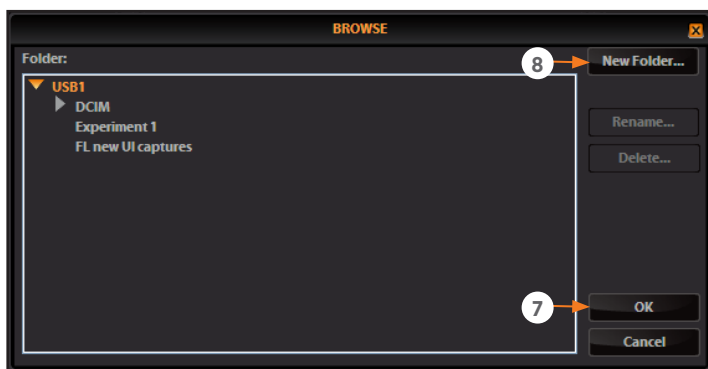 BROWSE
Folder:
8
New Folder...
USB1
DCIM
Experiment 1
FL new UI captures
Rename...
Delete...
7
OK
Cancel